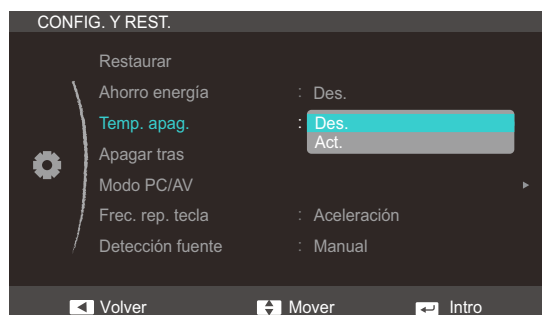 CONFIG. Y REST.
Restaurar
Ahorro energía : Des.
Temp. apag. : Des.
Act.
Apagar tras
Modo PC/AV
Frec. rep. tecla : Aceleración
Detección fuente : Manual
Volver Mover Intro